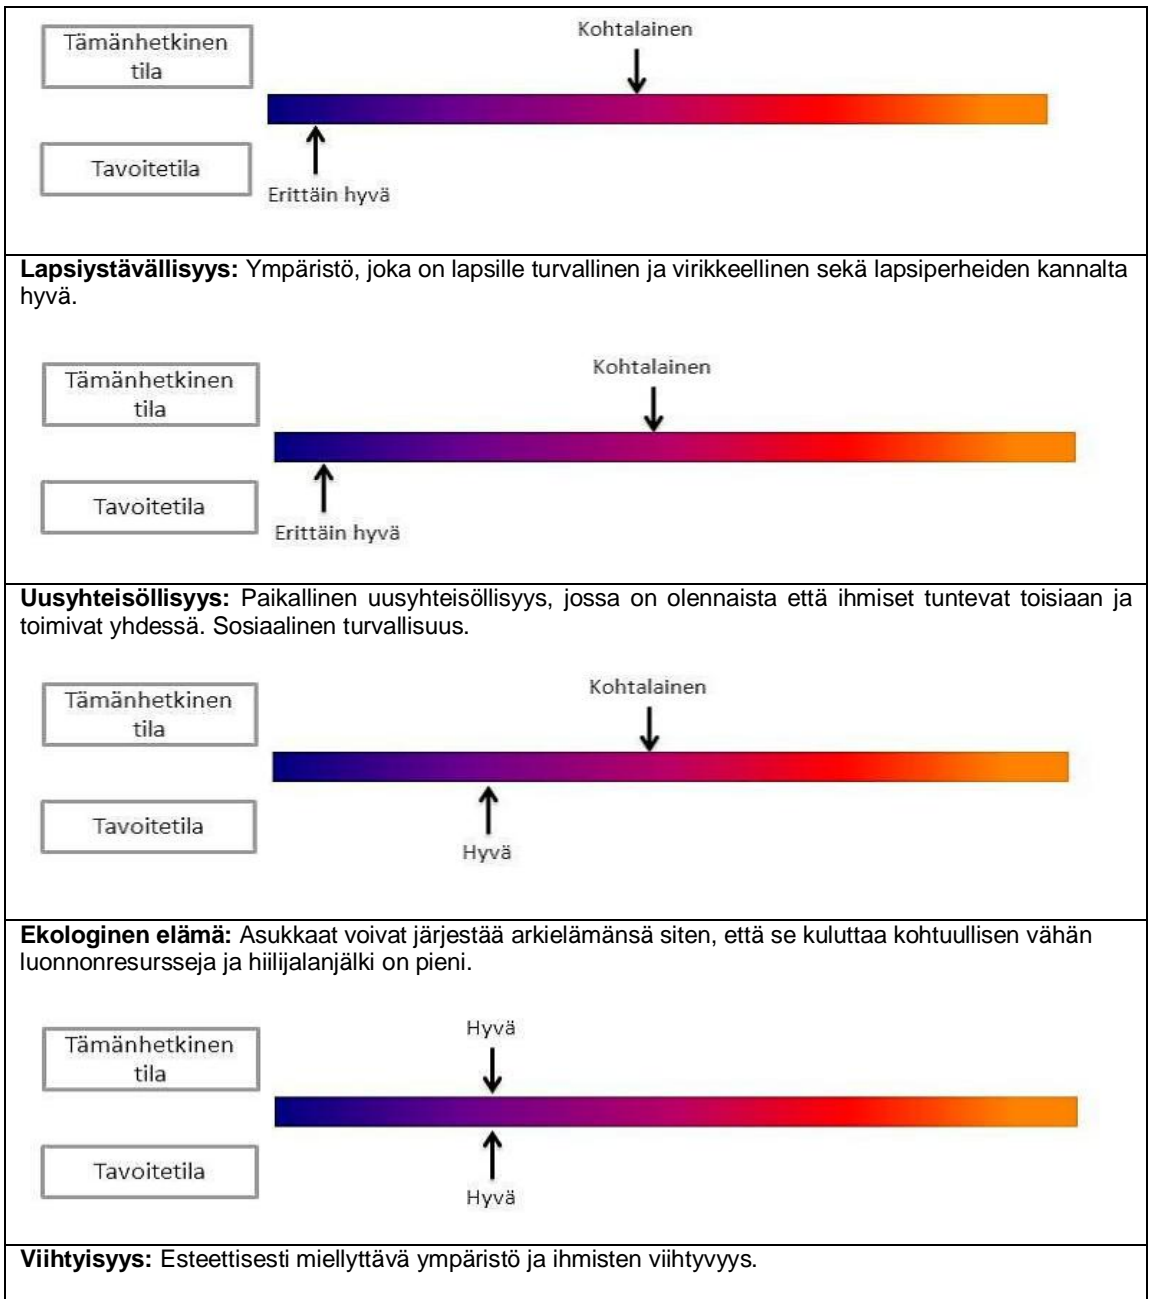 Kohtalainen
Tämänhetkinen
tila
Tavoitetila
Erittäin hyvä
Lapsiystävällisyys: Ympäristö, joka on lapsille turvallinen ja virikkeellinen sekä lapsiperheiden kannalta
hyvä.
Kohtalainen
Tämänhetkinen
tila
Tavoitetila
Erittäin hyvä
Uusyhteisöllisyys: Paikallinen uusyhteisöllisyys, jossa on olennaista että ihmiset tuntevat toisiaan ja
toimivat yhdessä. Sosiaalinen turvallisuus.
Kohtalainen
Tämänhetkinen
tila
Tavoitetila
Hyvä
Ekologinen elämä: Asukkaat voivat järjestää arkielämänsä siten, että se kuluttaa kohtuullisen vähän
luonnonresursseja ja hiilijalanjälki on pieni.
Hyvä
Tämänhetkinen
tila
Tavoitetila
Hyvä
Viihtyisyys: Esteettisesti miellyttävä ympäristö ja ihmisten viihtyvyys.